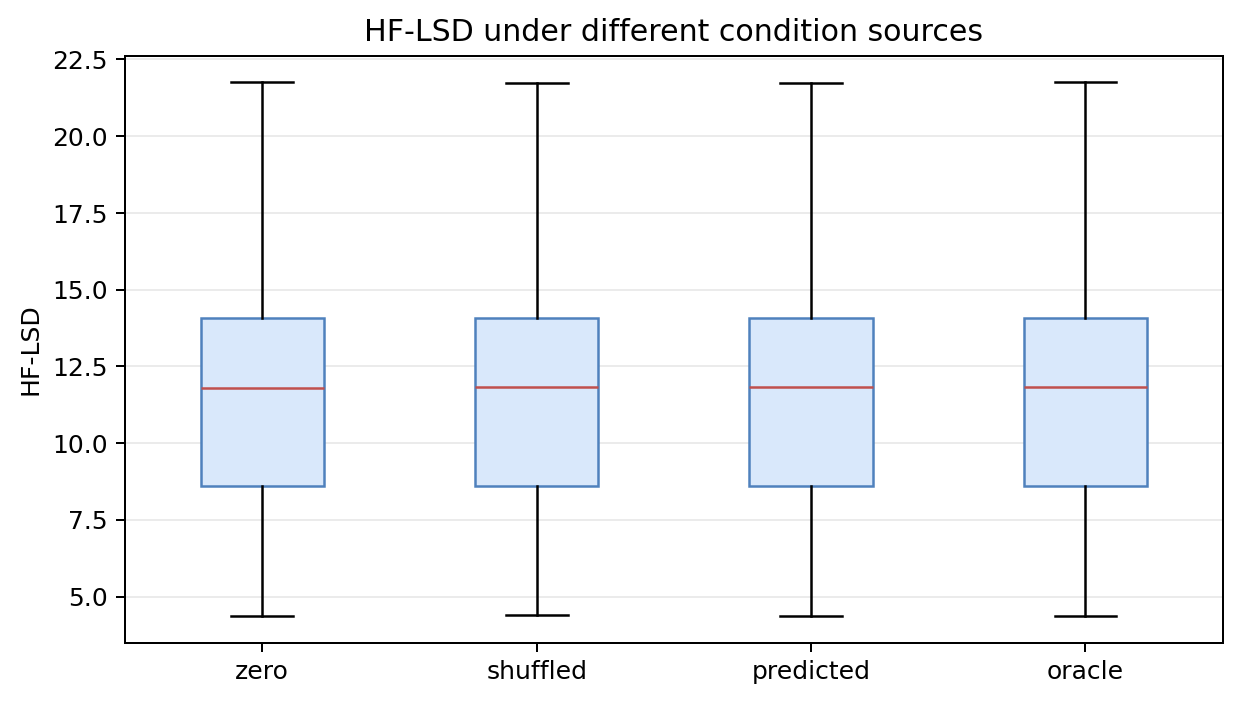 HF-LSD under different condition sources
22.5
20.0
17.5
15.0
12.5
10.0
7.5
5.0
HF-LSD
zero shuffled predicted oracle